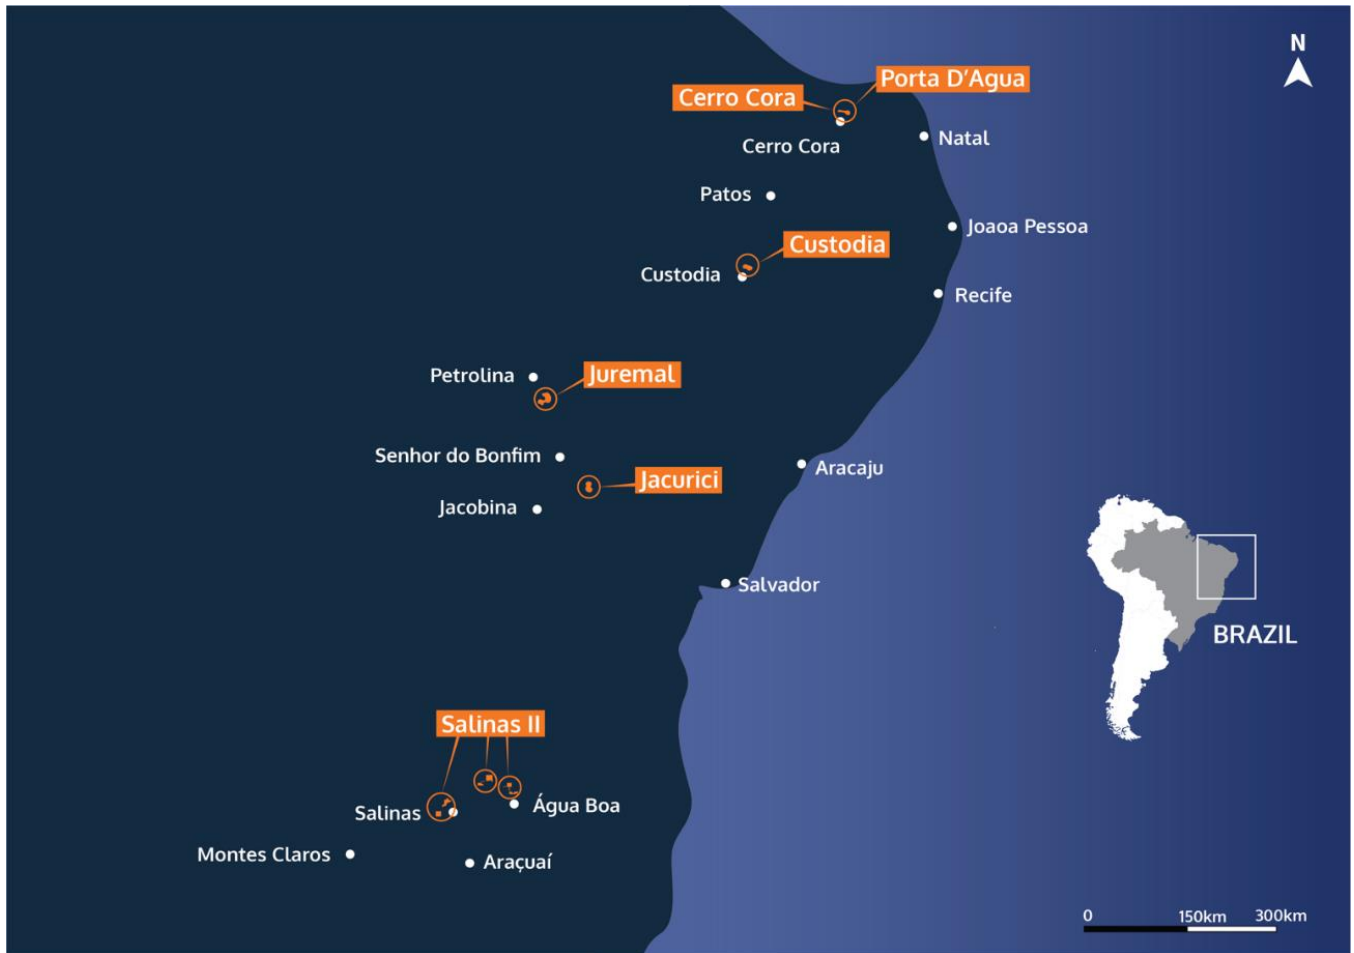 N
Porta D'Agua
Cerro Cora
Cerro Cora
Natal
Patos
Joaoa Pessoa
Custodia
Custodia
Recife
Petrolina
Juremal
Senhor do Bonfim
Aracaju
Jacurici
Jacobina
Salvador
BRAZIL
Salinas II
Salinas
Água Boa
Montes Claros
Araçuaí
0 150km 300km